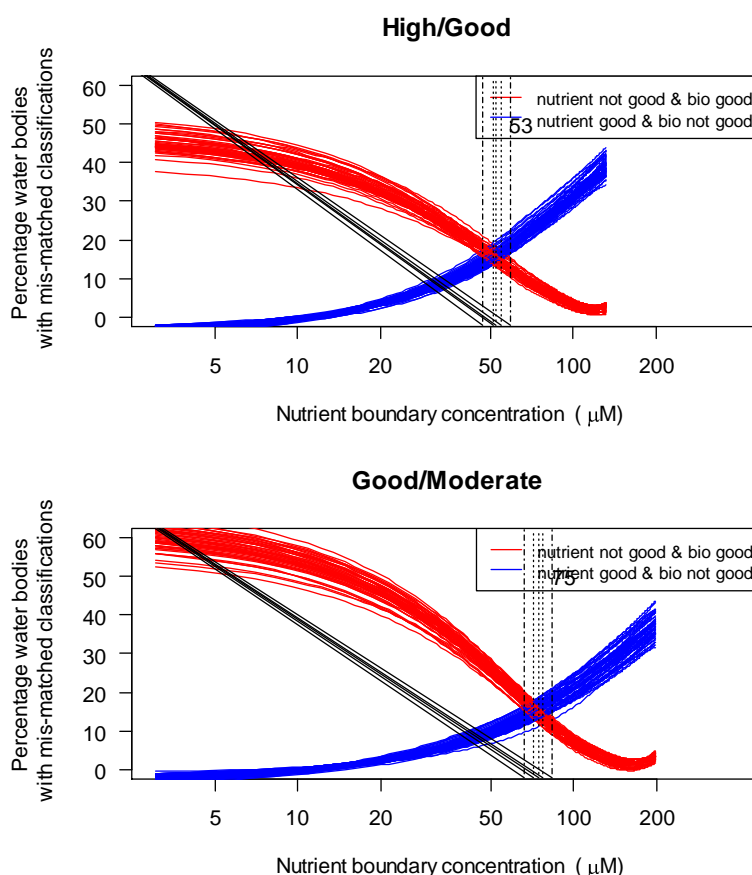 High/Good
Percentage water bodies
with mis-matched classifications
60
50
40
30
20
10
0
nutrient not good & bio good
nutrient good & bio not good
53
5 10 20 50 100 200
Nutrient boundary concentration ( μM)
Good/Moderate
Percentage water bodies
with mis-matched classifications
60
50
40
30
20
10
0
nutrient not good & bio good
nutrient good & bio not good
75
5 10 20 50 100 200
Nutrient boundary concentration ( μM)